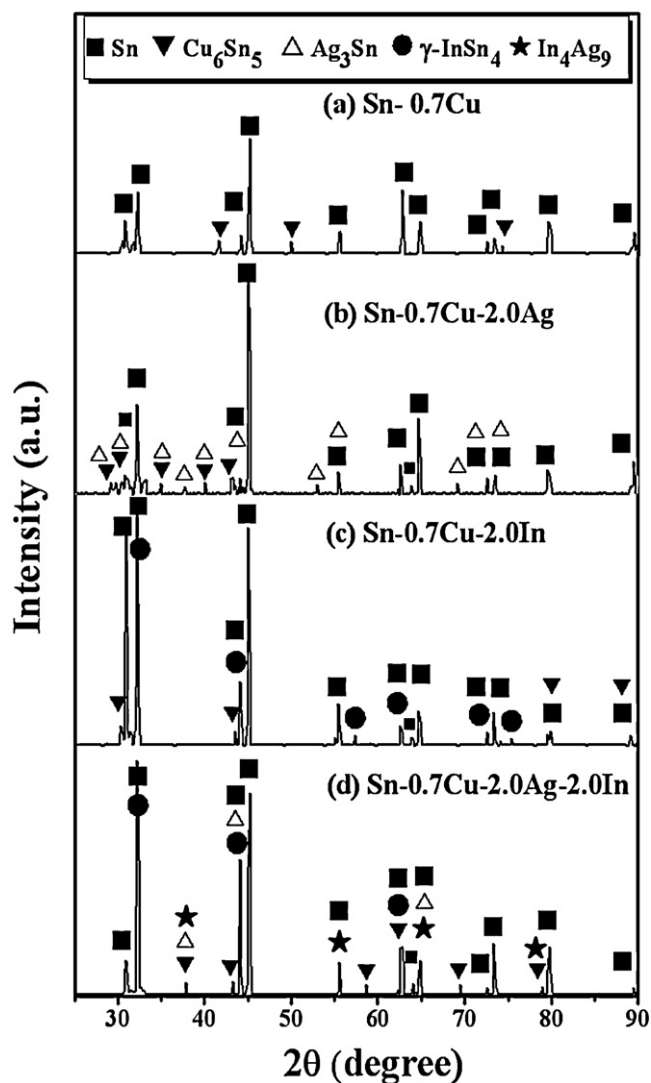 ■ Sn ▼ Cu₆Sn₅ △ Ag₃Sn ● γ-InSn₄ ★ In₄Ag₉
(a) Sn- 0.7Cu
(b) Sn-0.7Cu-2.0Ag
(c) Sn-0.7Cu-2.0In
(d) Sn-0.7Cu-2.0Ag-2.0In
Intensity (a.u.)
30 40 50 60 70 80 90
2θ (degree)